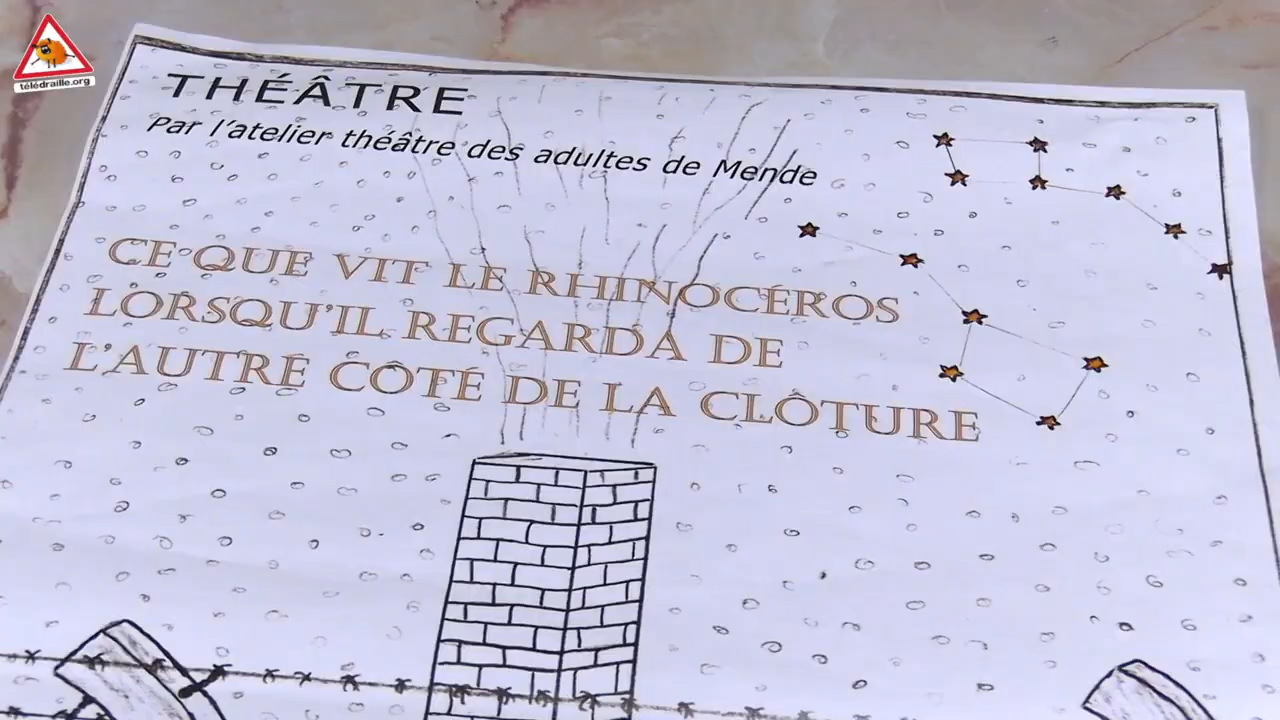 télédraille.org
THÉÂTRE
Par l'atelier théâtre des adultes de Mende
CE QUE VIT LE RHINOCÉROS
LORSQU'IL REGARDA DE
L'AUTRE CÔTÉ DE LA CLÔTURE